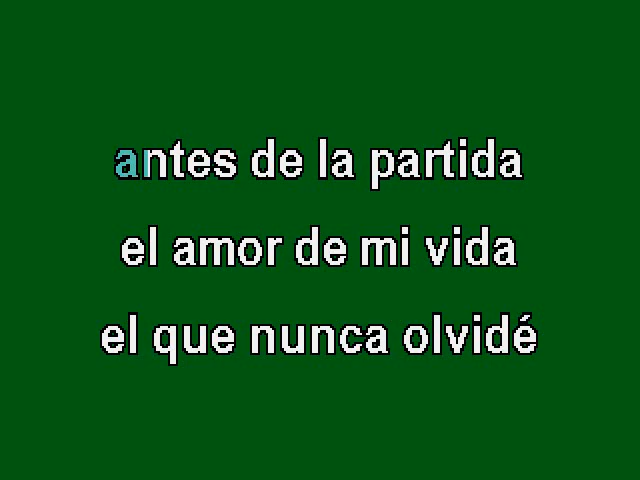 antes de la partida
el amor de mi vida
el que nunca olvidé